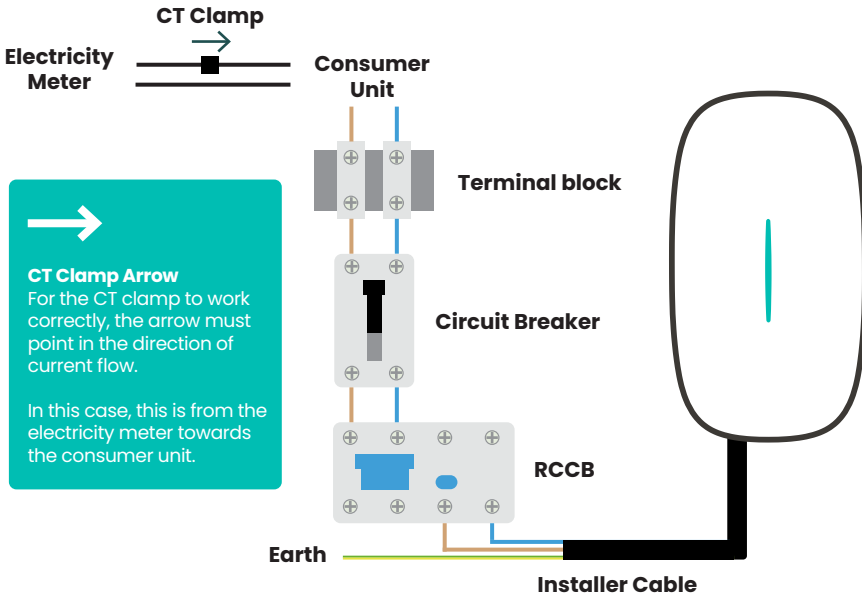 CT Clamp
Electricity
Meter
Consumer
Unit
Terminal block
CT Clamp Arrow
For the CT clamp to work
correctly, the arrow must
point in the direction of
current flow.
In this case, this is from the
electricity meter towards
the consumer unit.
Circuit Breaker
RCCB
Earth
Installer Cable